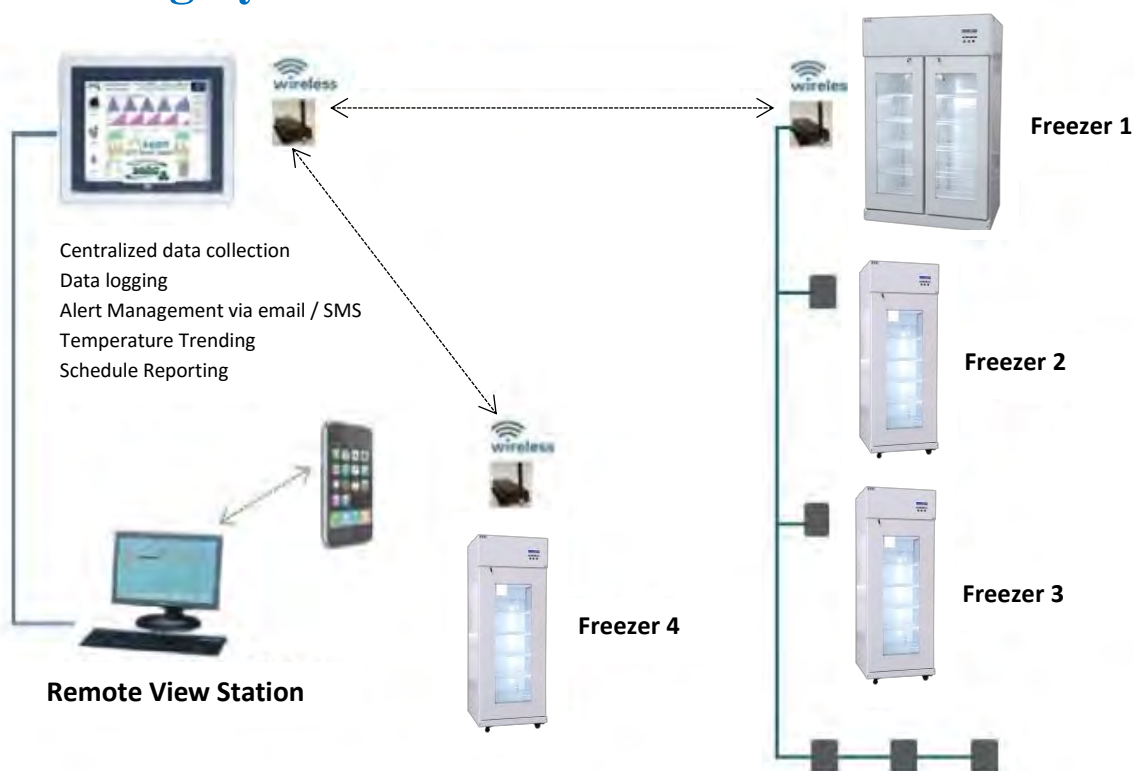 wireless
wireles
Freezer 1
Centralized data collection
Data logging
Alert Management via email / SMS
Temperature Trending
Schedule Reporting
Freezer 2
wireless
Freezer 3
Freezer 4
Remote View Station